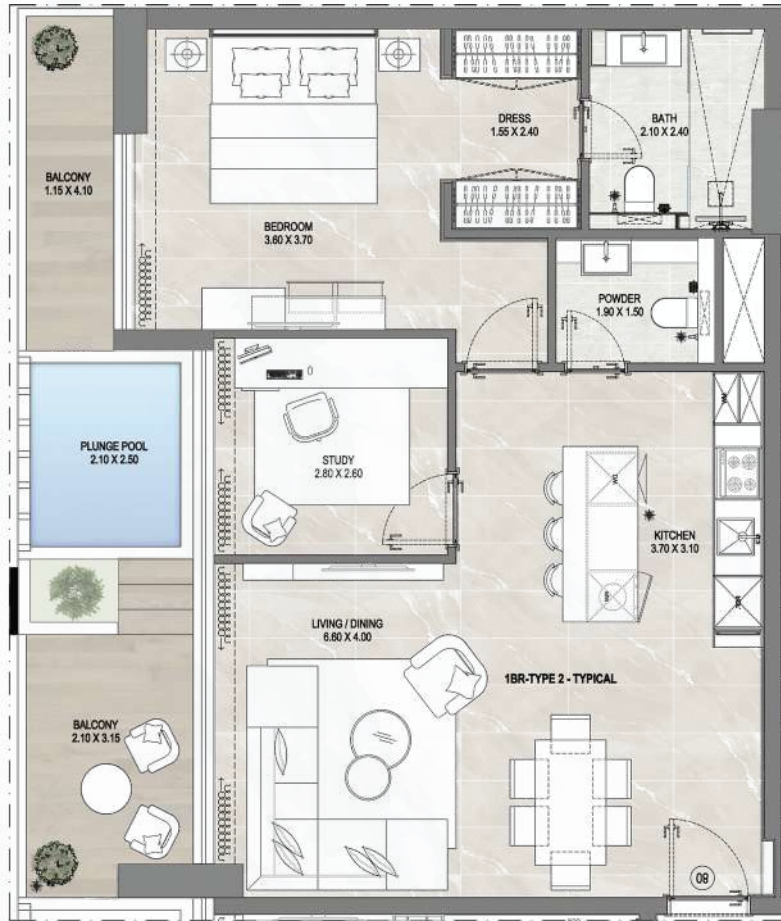 DRESS
1.55 X 2.40
BATH
2.10 X 2.40
BALCONY
1.15 X 4.10
BEDROOM
3.60 X 3.70
POWDER
1.90 X 1.50
PLUNGE POOL
2.10 X 2.50
STUDY
2.80 X 2.60
DW
KITCHEN
3.70 X 3.10
LIVING / DINING
6.60 X 4.00
1BR-TYPE 2 - TYPICAL
BALCONY
2.10 X 3.15
80